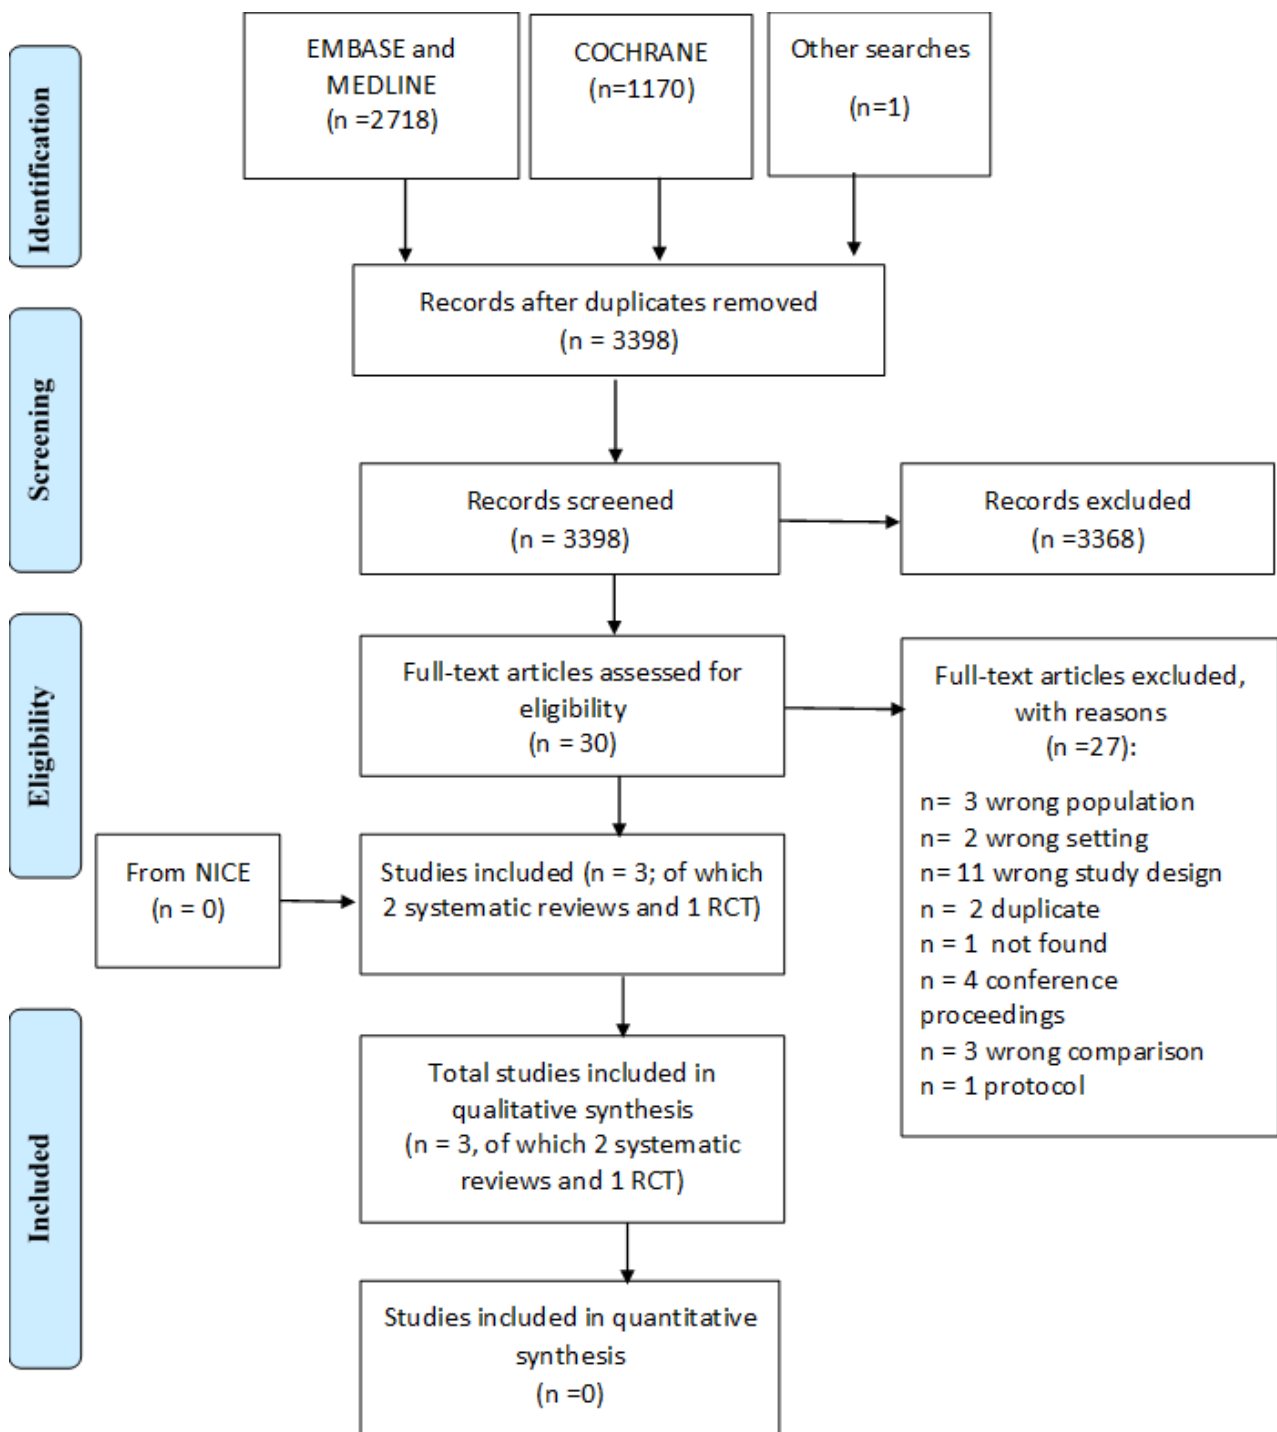 Identification
EMBASE and
MEDLINE
(n =2718)
COCHRANE
(n=1170)
Other searches
(n=1)
Records after duplicates removed
(n = 3398)
Screening
Records screened
(n = 3398)
Records excluded
(n =3368)
Eligibility
Full-text articles assessed for
eligibility
(n = 30)
Full-text articles excluded,
with reasons
(n =27):
n=  3 wrong population
n=  2 wrong setting
n= 11 wrong study design
n =  2 duplicate
n = 1  not found
n = 4 conference
proceedings
n = 3 wrong comparison
n = 1 protocol
From NICE
(n = 0)
Studies included (n = 3; of which
2 systematic reviews and 1 RCT)
Included
Total studies included in
qualitative synthesis
(n = 3, of which 2 systematic
reviews and 1 RCT)
Studies included in quantitative
synthesis
(n =0)